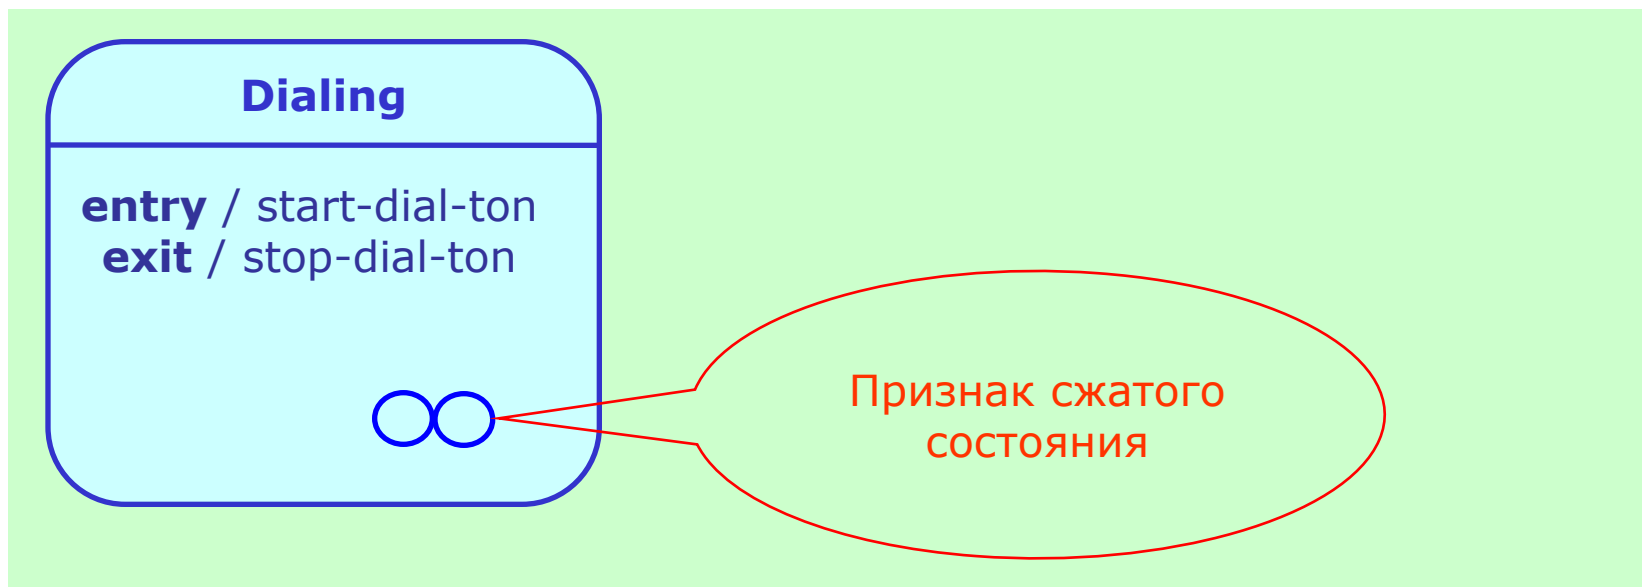 Dialing
entry / start-dial-ton
exit / stop-dial-ton
Признак сжатого
состояния